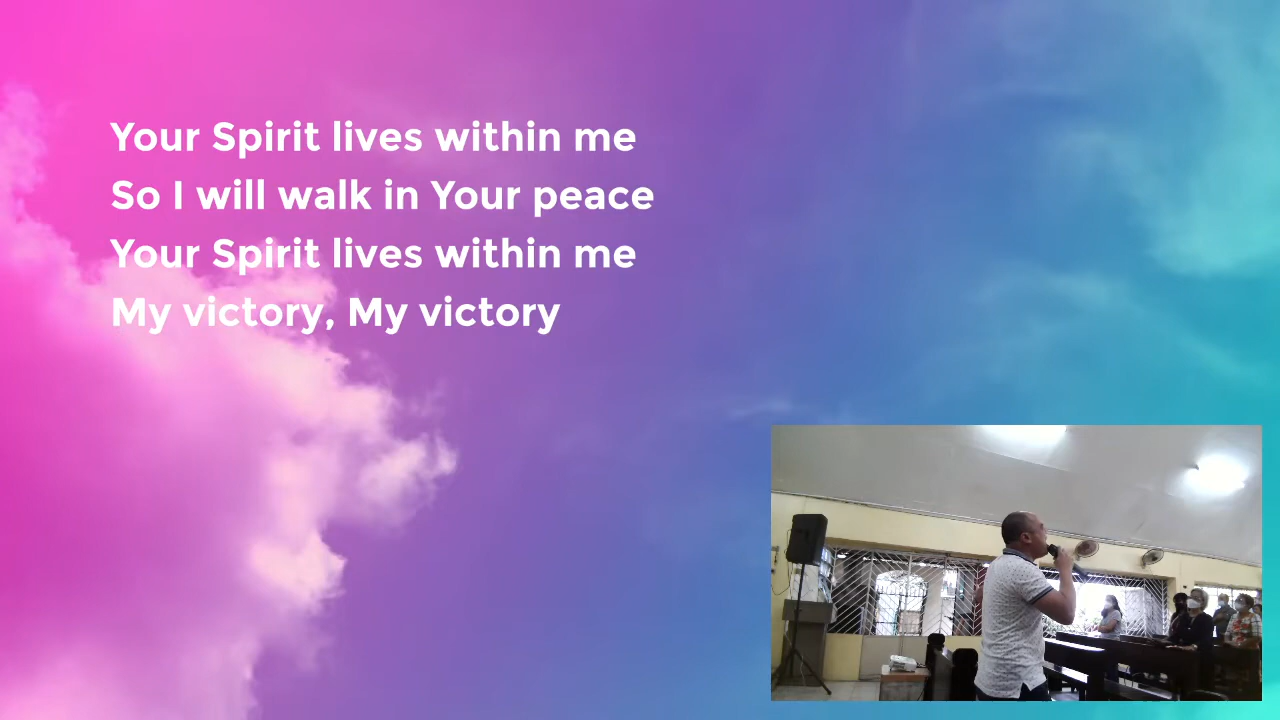 Your Spirit lives within me
So I will walk in Your peace
Your Spirit lives within me
My victory, My victory